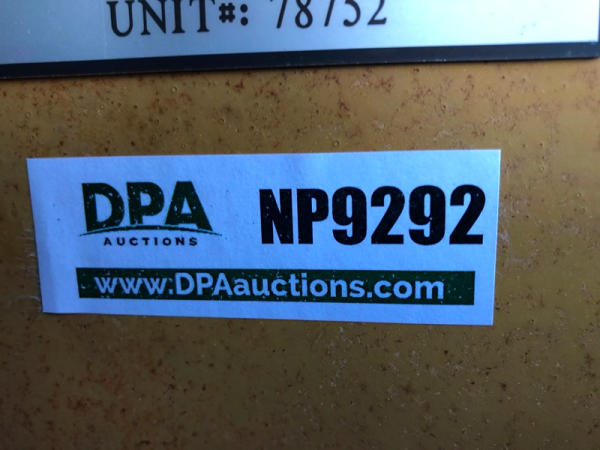 UNIT#: 78752
DPA NP9292
AUCTIONS
www.DPAauctions.com